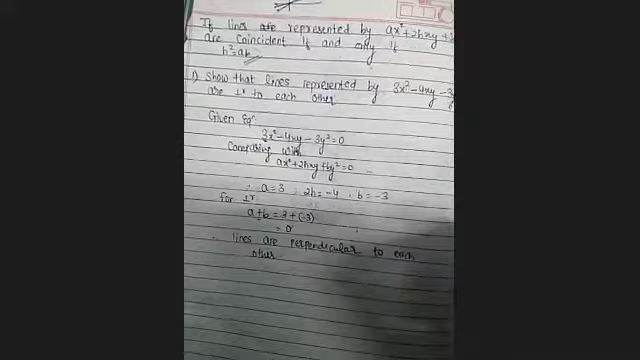 If lines are represented by ax²+2hxy+
are coincident if and only if
h²=ab
1) Show that lines represented by 3x²-4xy-3y
are ⊥r to each other
Given Eqⁿ
3x²-4xy-3y²=0
Comparing with
ax²+2hxy+by²=0
∴ a=3 , 2h=-4 , b=-3
for ⊥r
a+b = 3+(-3)
= 0
∴ lines are perpendicular to each
other